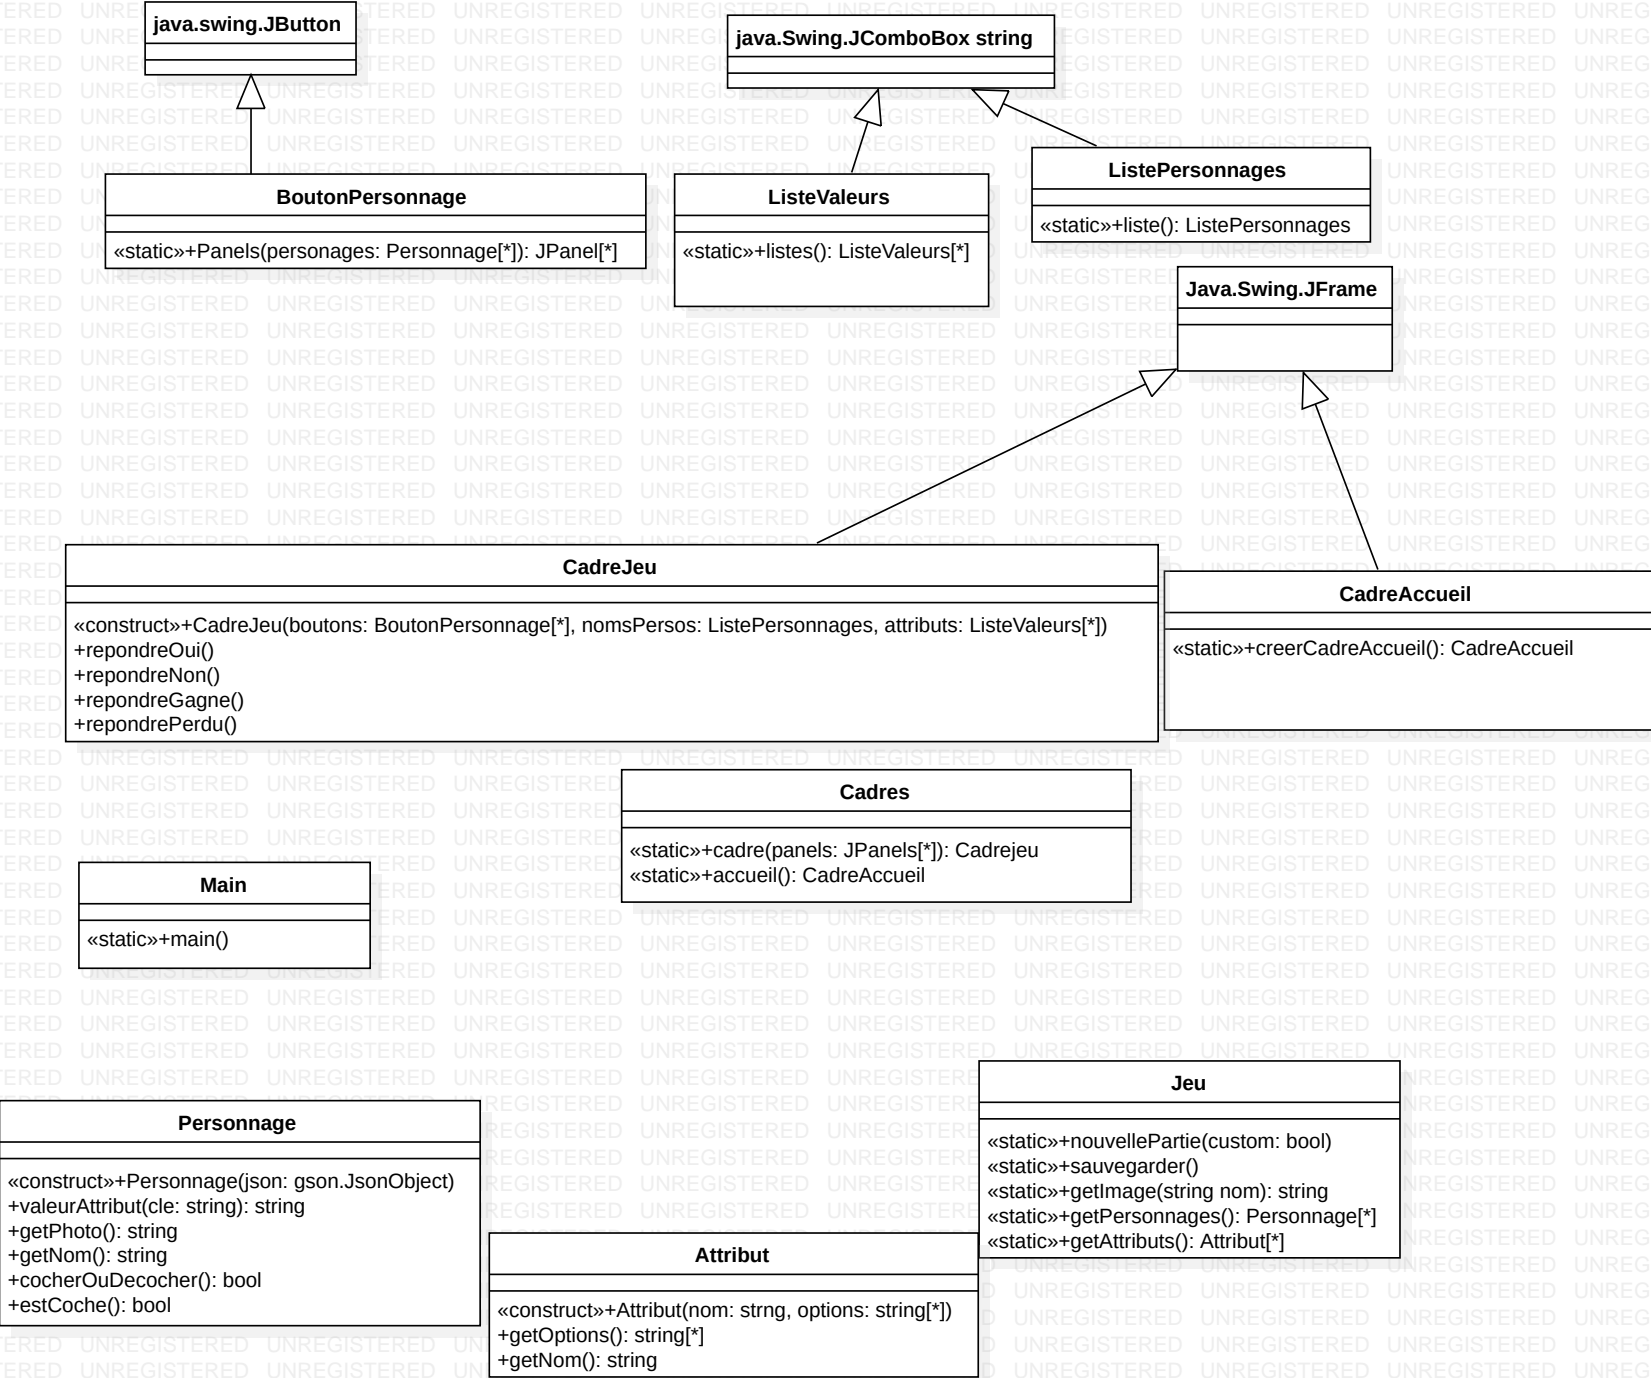 java.swing.JButton
java.Swing.JComboBox string
BoutonPersonnage
«static»+Panels(personages: Personnage[*]): JPanel[*]
ListeValeurs
«static»+listes(): ListeValeurs[*]
ListePersonnages
«static»+liste(): ListePersonnages
Java.Swing.JFrame
CadreJeu
«construct»+CadreJeu(boutons: BoutonPersonnage[*], nomsPersos: ListePersonnages, attributs: ListeValeurs[*])
+repondreOui()
+repondreNon()
+repondreGagne()
+repondrePerdu()
CadreAccueil
«static»+creerCadreAccueil(): CadreAccueil
Cadres
«static»+cadre(panels: JPanels[*]): Cadrejeu
«static»+accueil(): CadreAccueil
Main
«static»+main()
Personnage
«construct»+Personnage(json: gson.JsonObject)
+valeurAttribut(cle: string): string
+getPhoto(): string
+getNom(): string
+cocherOuDecocher(): bool
+estCoche(): bool
Attribut
«construct»+Attribut(nom: strng, options: string[*])
+getOptions(): string[*]
+getNom(): string
Jeu
«static»+nouvellePartie(custom: bool)
«static»+sauvegarder()
«static»+getImage(string nom): string
«static»+getPersonnages(): Personnage[*]
«static»+getAttributs(): Attribut[*]
UNREGISTERED